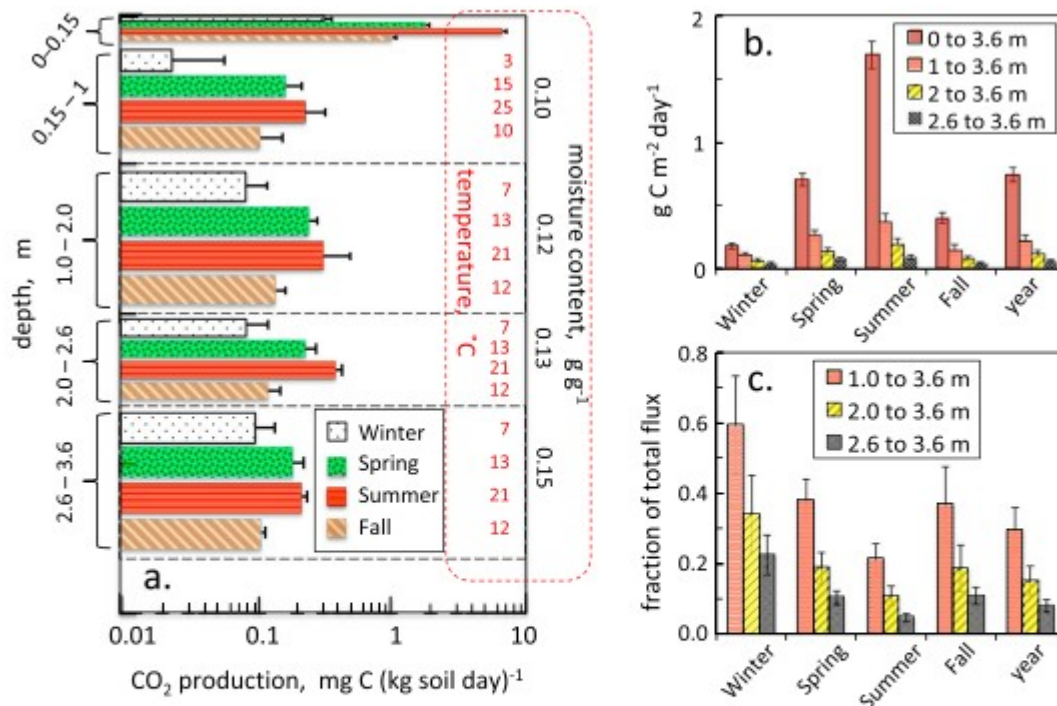 0–0.15
0.15 – 1
1.0 – 2.0
2.0 – 2.6
2.6 – 3.6
depth, m
3
15
25
10
7
13
21
12
7
13
21
12
7
13
21
12
temperature, °C
0.10
0.12
0.13
0.15
moisture content, g g-1
Winter
Spring
Summer
Fall
a.
0.01 0.1 1 10
CO2 production, mg C (kg soil day)-1
b.
0 to 3.6 m
1 to 3.6 m
2 to 3.6 m
2.6 to 3.6 m
2
1
0
g C m-2 day-1
Winter Spring Summer Fall year
c.
1.0 to 3.6 m
2.0 to 3.6 m
2.6 to 3.6 m
0.8
0.6
0.4
0.2
0.0
fraction of total flux
Winter Spring Summer Fall year